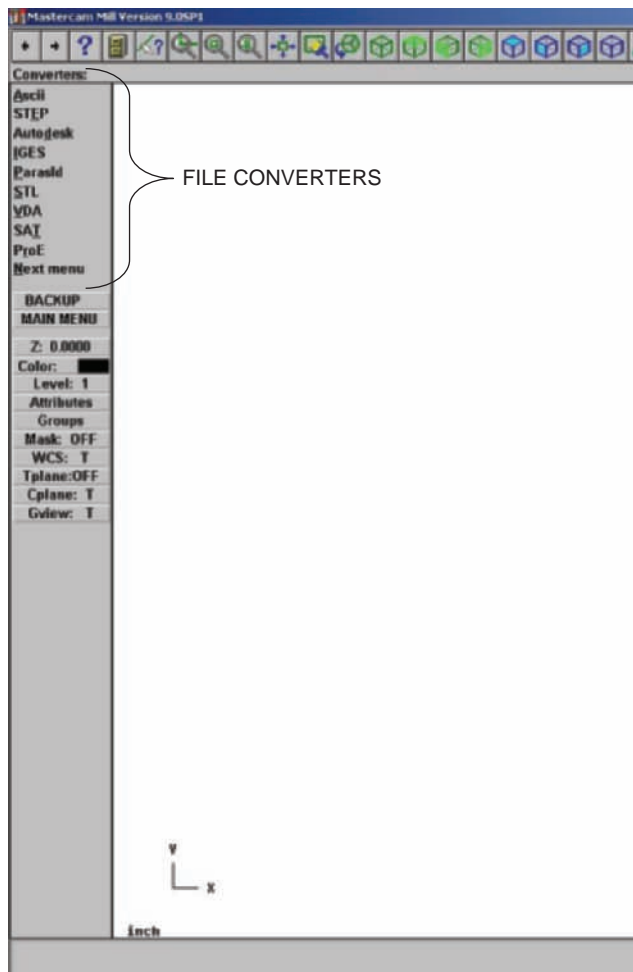 Mastercam Mill Version 9.0SP1
?
?
Converters:
Ascii
STEP
Autodesk
IGES
Parasld
STL
VDA
SAT
ProE
Next menu
FILE CONVERTERS
BACKUP
MAIN MENU
Z: 0.0000
Color:
Level: 1
Attributes
Groups
Mask: OFF
WCS: T
Tplane:OFF
Cplane: T
Gview: T
Y
X
inch